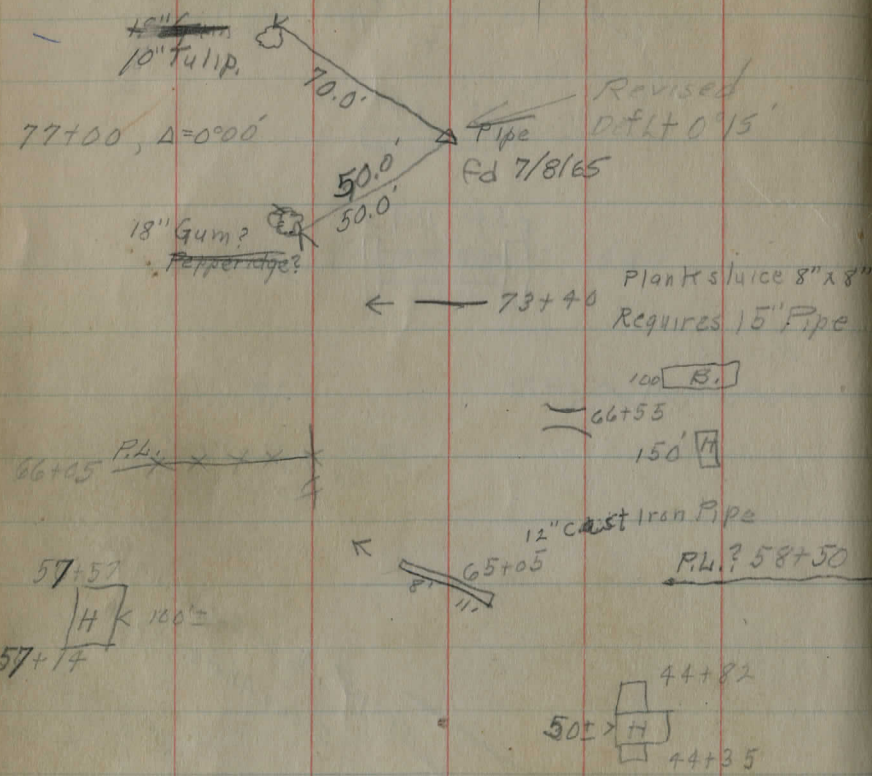 10" Tulip.
70.0'
Revised
Defl + 0°15'
77+00, Δ=0°00'
Pipe
fd 7/8/65
50.0'
50.0'
18" Gum?
Pepperidge?
73+40
Plank sluice 8" x 8"
Requires 15" Pipe
100 B.
66+55
150' H
P.L.
66+05
12" Cast Iron Pipe
65+05
8'
11'
P.L.? 58+50
57+57
H 100'±
57+14
44+82
50± > H
44+35